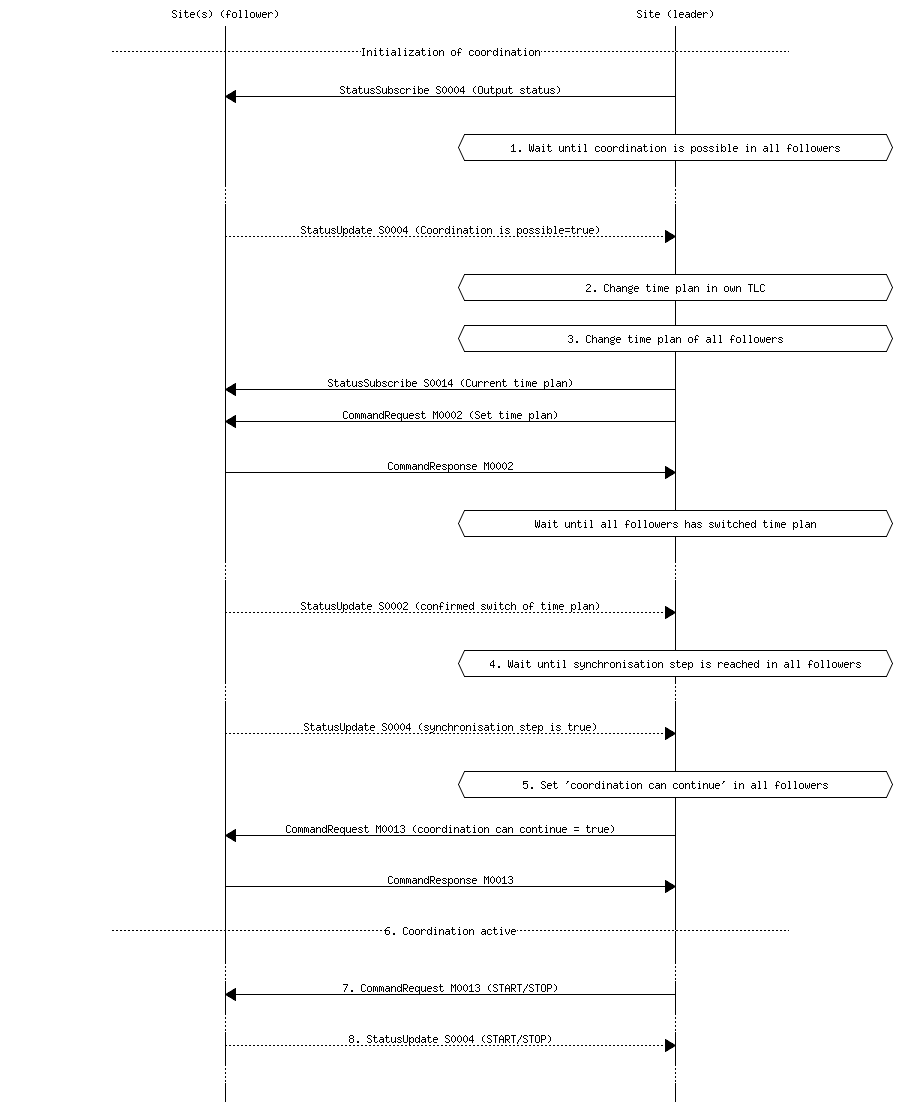 Site(s) (follower) Site (leader)
Initialization of coordination
StatusSubscribe S0004 (Output status)
1. Wait until coordination is possible in all followers
StatusUpdate S0004 (Coordination is possible=true)
2. Change time plan in own TLC
3. Change time plan of all followers
StatusSubscribe S0014 (Current time plan)
CommandRequest M0002 (Set time plan)
CommandResponse M0002
Wait until all followers has switched time plan
StatusUpdate S0002 (confirmed switch of time plan)
4. Wait until synchronisation step is reached in all followers
StatusUpdate S0004 (synchronisation step is true)
5. Set 'coordination can continue' in all followers
CommandRequest M0013 (coordination can continue = true)
CommandResponse M0013
6. Coordination active
7. CommandRequest M0013 (START/STOP)
8. StatusUpdate S0004 (START/STOP)